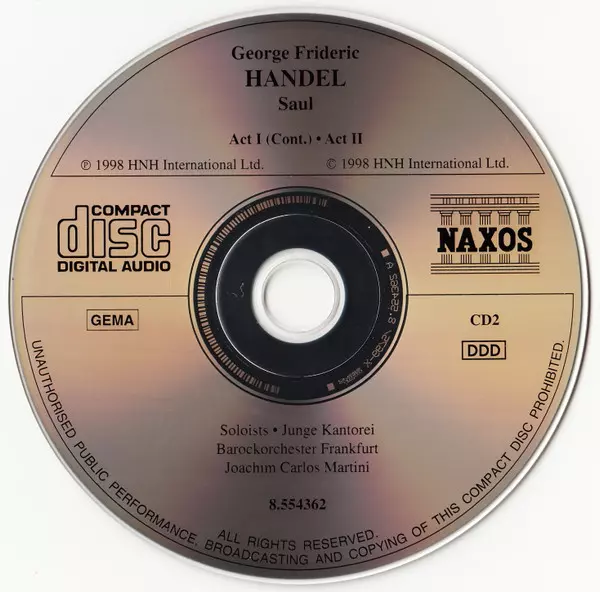 George Frideric
HANDEL
Saul
Act I (Cont.) • Act II
℗ 1998 HNH International Ltd.
© 1998 HNH International Ltd.
COMPACT
disc
DIGITAL AUDIO
NAXOS
GEMA
CD2
DDD
Soloists • Junge Kantorei
Barockorchester Frankfurt
Joachim Carlos Martini
8.554362
ALL RIGHTS RESERVED.
UNAUTHORISED PUBLIC PERFORMANCE, BROADCASTING AND COPYING OF THIS COMPACT DISC PROHIBITED.